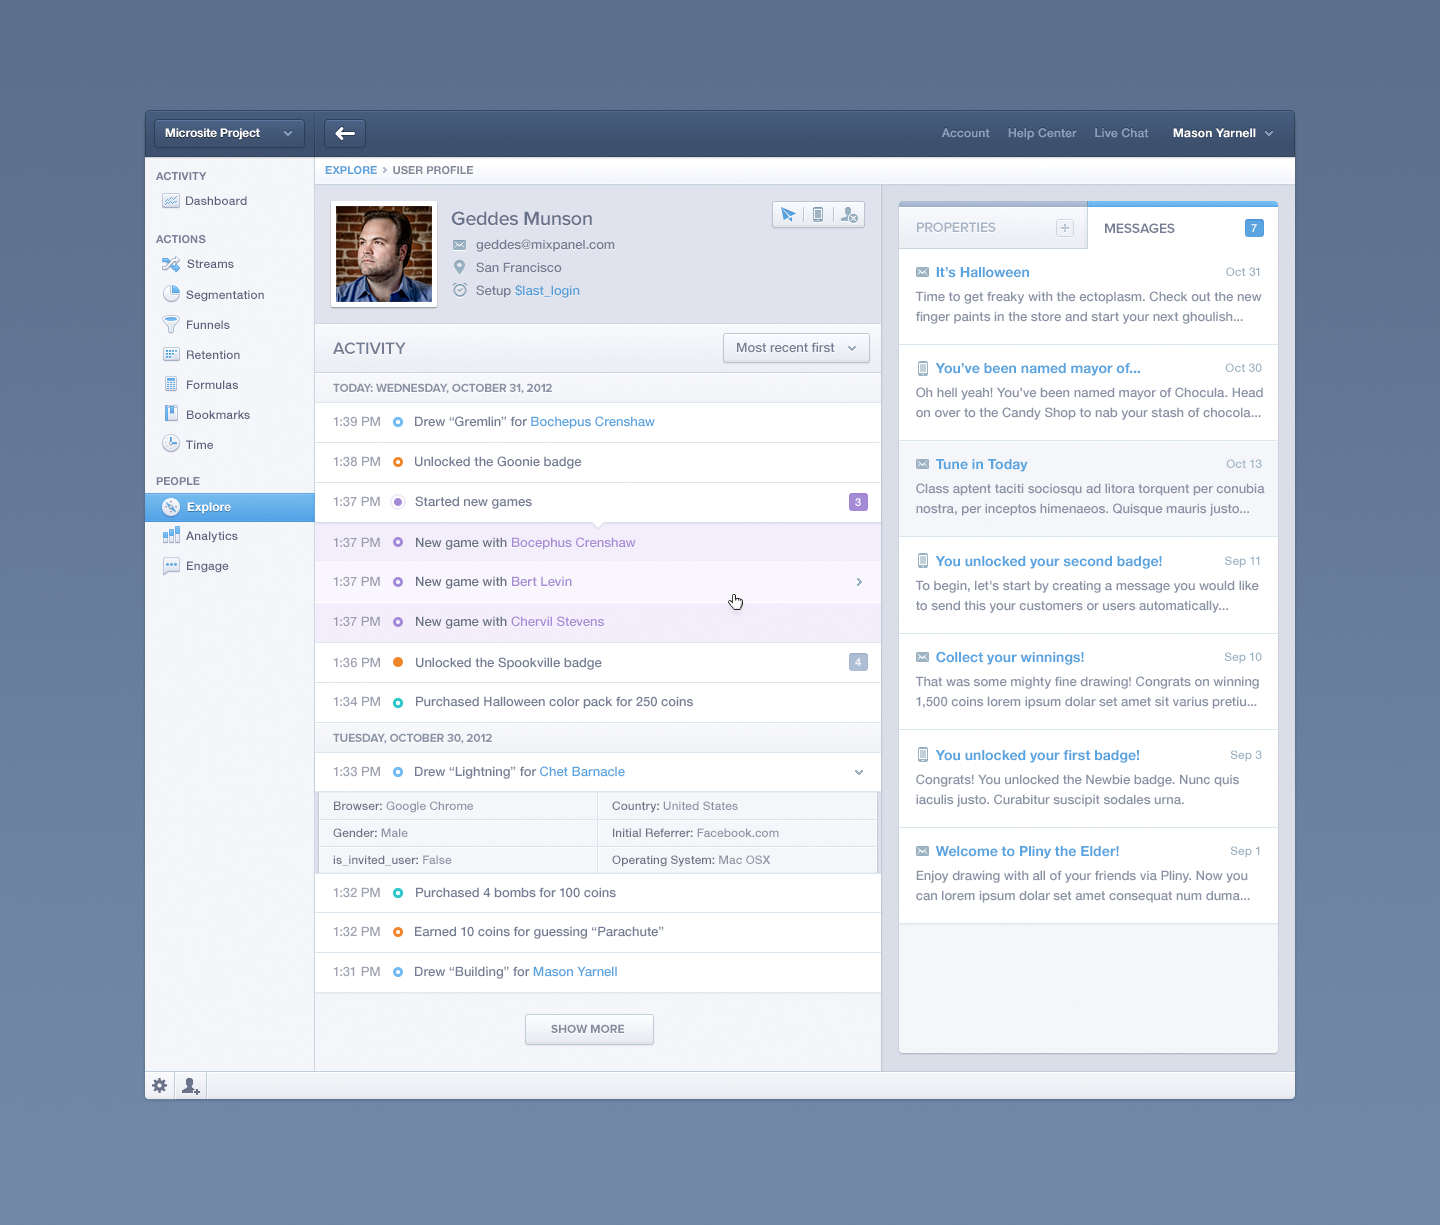 Microsite Project
Account Help Center Live Chat Mason Yarnell
ACTIVITY
Dashboard
ACTIONS
Streams
Segmentation
Funnels
Retention
Formulas
Bookmarks
Time
PEOPLE
Explore
Analytics
Engage
EXPLORE › USER PROFILE
Geddes Munson
geddes@mixpanel.com
San Francisco
Setup $last_login
ACTIVITY
Most recent first
TODAY: WEDNESDAY, OCTOBER 31, 2012
1:39 PM Drew “Gremlin” for Bochepus Crenshaw
1:38 PM Unlocked the Goonie badge
1:37 PM Started new games 3
1:37 PM New game with Bocephus Crenshaw
1:37 PM New game with Bert Levin
1:37 PM New game with Chervil Stevens
1:36 PM Unlocked the Spookville badge 4
1:34 PM Purchased Halloween color pack for 250 coins
TUESDAY, OCTOBER 30, 2012
1:33 PM Drew “Lightning” for Chet Barnacle
Browser: Google Chrome Country: United States
Gender: Male Initial Referrer: Facebook.com
is_invited_user: False Operating System: Mac OSX
1:32 PM Purchased 4 bombs for 100 coins
1:32 PM Earned 10 coins for guessing “Parachute”
1:31 PM Drew “Building” for Mason Yarnell
SHOW MORE
PROPERTIES + MESSAGES 7
It’s Halloween Oct 31
Time to get freaky with the ectoplasm. Check out the new
finger paints in the store and start your next ghoulish...
You’ve been named mayor of... Oct 30
Oh hell yeah! You’ve been named mayor of Chocula. Head
on over to the Candy Shop to nab your stash of chocola...
Tune in Today Oct 13
Class aptent taciti sociosqu ad litora torquent per conubia
nostra, per inceptos himenaeos. Quisque mauris justo...
You unlocked your second badge! Sep 11
To begin, let's start by creating a message you would like
to send this your customers or users automatically...
Collect your winnings! Sep 10
That was some mighty fine drawing! Congrats on winning
1,500 coins lorem ipsum dolar set amet sit varius pretiu...
You unlocked your first badge! Sep 3
Congrats! You unlocked the Newbie badge. Nunc quis
iaculis justo. Curabitur suscipit sodales urna.
Welcome to Pliny the Elder! Sep 1
Enjoy drawing with all of your friends via Pliny. Now you
can lorem ipsum dolar set amet consequat num duma...